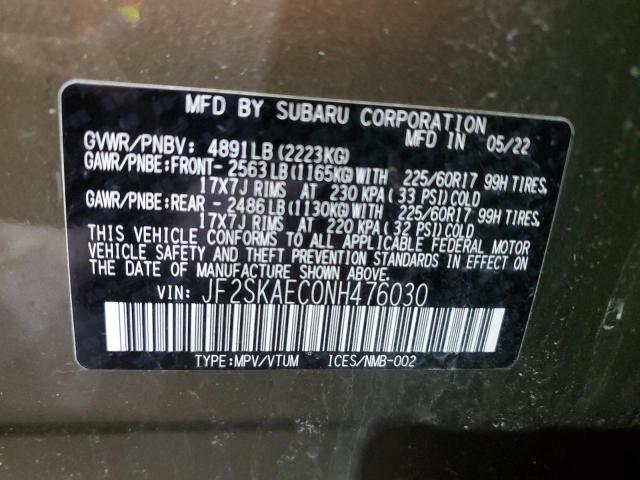 MFD BY SUBARU CORPORATION
MFD IN 05/22
GVWR/PNBV: 4891LB (2223KG)
GAWR/PNBE:FRONT- 2563LB(1165KG)WITH 225/60R17 99H TIRES,
17X7J RIMS AT 230 KPA (33 PSI)COLD
GAWR/PNBE:REAR - 2486LB(1130KG)WITH 225/60R17 99H TIRES,
17X7J RIMS AT 220 KPA (32 PSI)COLD
THIS VEHICLE CONFORMS TO ALL APPLICABLE FEDERAL MOTOR
VEHICLE SAFETY AND THEFT PREVENTION STANDARDS IN EFFECT
ON THE DATE OF MANUFACTURE SHOWN ABOVE.
VIN: JF2SKAEC0NH476030
TYPE:MPV/VTUM ICES/NMB-002